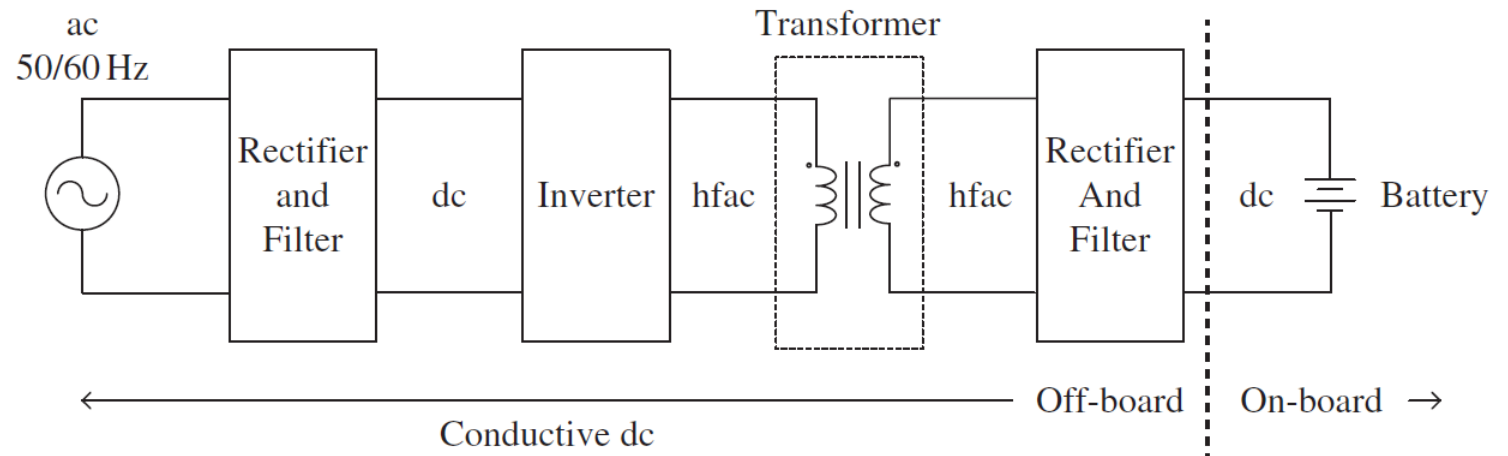 ac
50/60 Hz
Transformer
Rectifier
and
Filter
dc
Inverter
hfac
hfac
Rectifier
And
Filter
dc
Battery
Off-board
On-board
Conductive dc